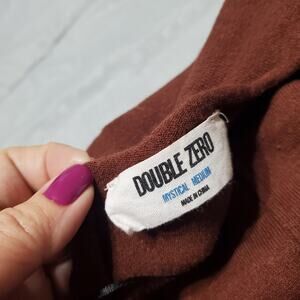 DOUBLE ZERO
MYSTICAL MEDIUM
MADE IN CHINA